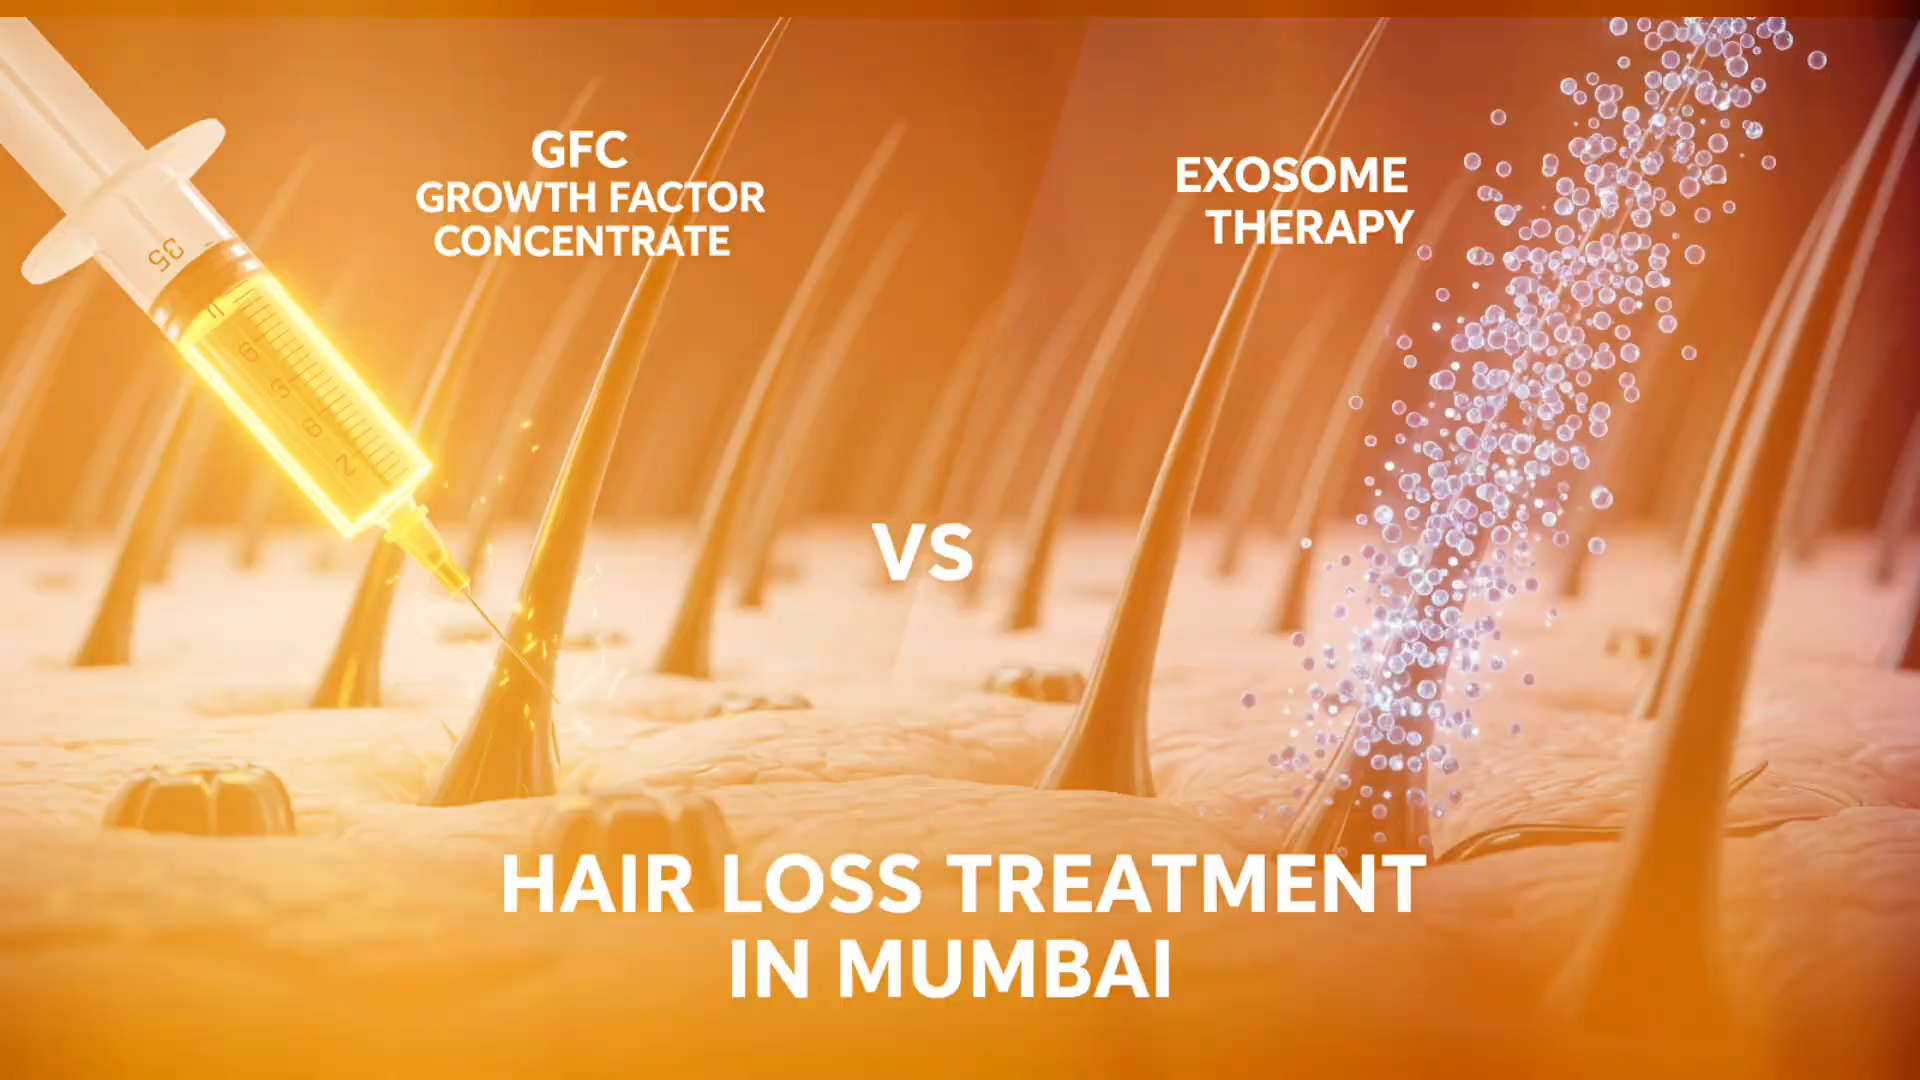 GFC
GROWTH FACTOR
CONCENTRATE
EXOSOME
THERAPY
VS
HAIR LOSS TREATMENT
IN MUMBAI